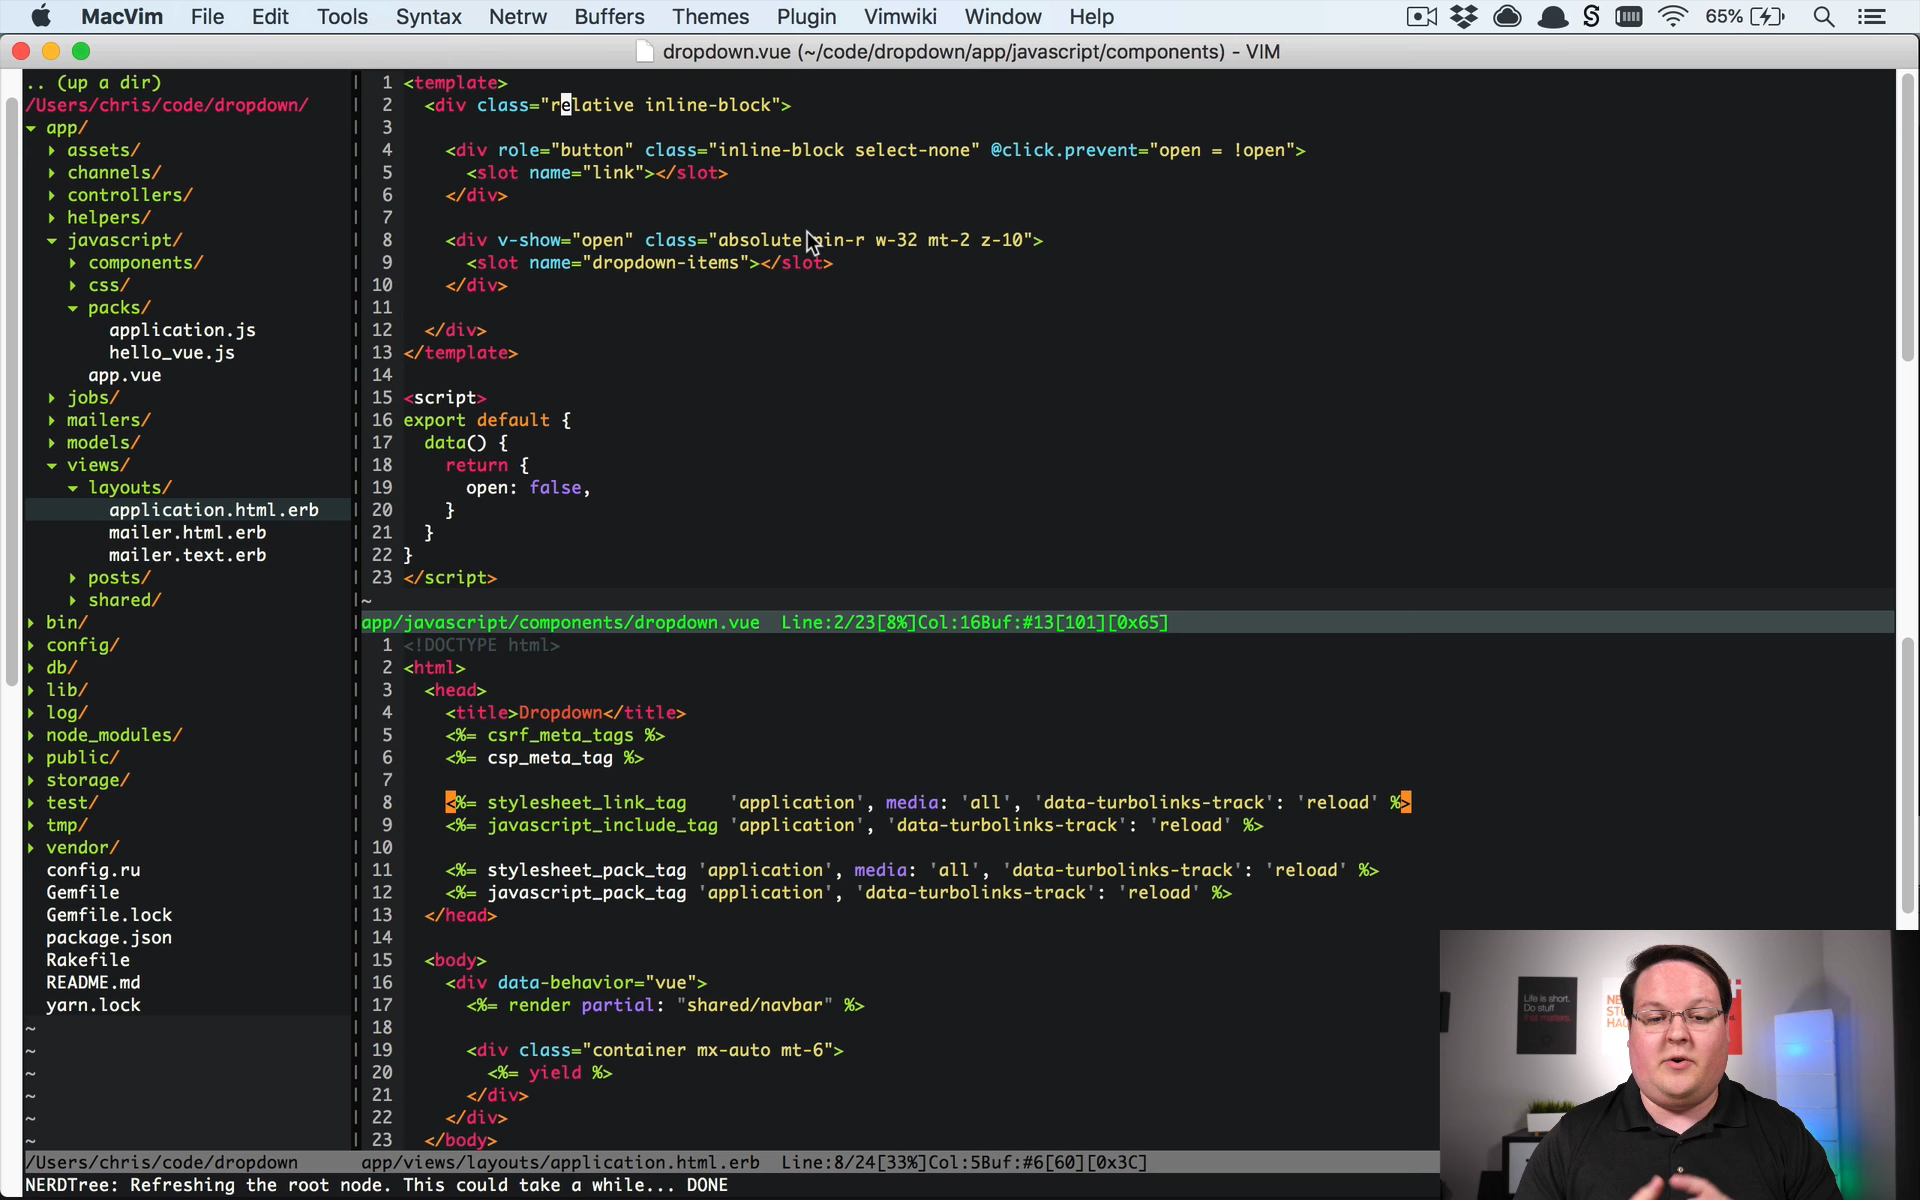 MacVim File Edit Tools Syntax Netrw Buffers Themes Plugin Vimwiki Window Help 65%
dropdown.vue (~/code/dropdown/app/javascript/components) - VIM
.. (up a dir)
/Users/chris/code/dropdown/
app/
assets/
channels/
controllers/
helpers/
javascript/
components/
css/
packs/
application.js
hello_vue.js
app.vue
jobs/
mailers/
models/
views/
layouts/
application.html.erb
mailer.html.erb
mailer.text.erb
posts/
shared/
bin/
config/
db/
lib/
log/
node_modules/
public/
storage/
test/
tmp/
vendor/
config.ru
Gemfile
Gemfile.lock
package.json
Rakefile
README.md
yarn.lock
~
~
~
~
~
~
/Users/chris/code/dropdown
1 <template>
2 <div class="relative inline-block">
3
4 <div role="button" class="inline-block select-none" @click.prevent="open = !open">
5 <slot name="link"></slot>
6 </div>
7
8 <div v-show="open" class="absolute pin-r w-32 mt-2 z-10">
9 <slot name="dropdown-items"></slot>
10 </div>
11
12 </div>
13 </template>
14
15 <script>
16 export default {
17 data() {
18 return {
19 open: false,
20 }
21 }
22 }
23 </script>
~
app/javascript/components/dropdown.vue Line:2/23[8%]Col:16Buf:#13[101][0x65]
1 <!DOCTYPE html>
2 <html>
3 <head>
4 <title>Dropdown</title>
5 <%= csrf_meta_tags %>
6 <%= csp_meta_tag %>
7
8 <%= stylesheet_link_tag 'application', media: 'all', 'data-turbolinks-track': 'reload' %>
9 <%= javascript_include_tag 'application', 'data-turbolinks-track': 'reload' %>
10
11 <%= stylesheet_pack_tag 'application', media: 'all', 'data-turbolinks-track': 'reload' %>
12 <%= javascript_pack_tag 'application', 'data-turbolinks-track': 'reload' %>
13 </head>
14
15 <body>
16 <div data-behavior="vue">
17 <%= render partial: "shared/navbar" %>
18
19 <div class="container mx-auto mt-6">
20 <%= yield %>
21 </div>
22 </div>
23 </body>
app/views/layouts/application.html.erb Line:8/24[33%]Col:5Buf:#6[60][0x3C]
NERDTree: Refreshing the root node. This could take a while... DONE
Life is short.
Do stuff
that matters.